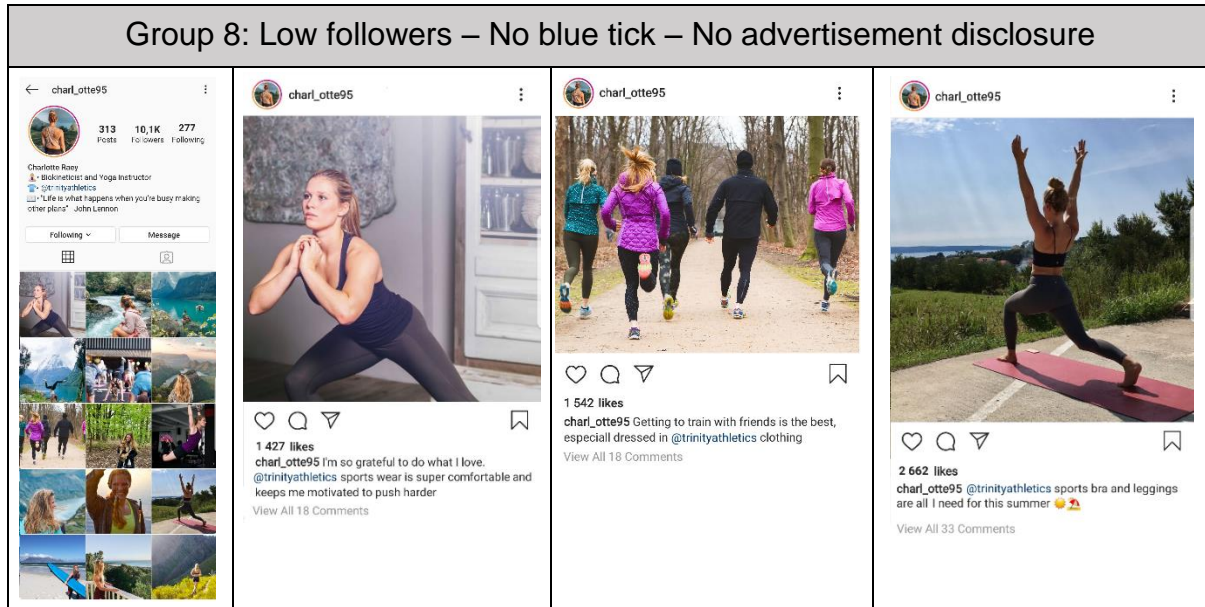 Group 8: Low followers – No blue tick – No advertisement disclosure
charl_otte95
313 10,1K 277
Posts Followers Following
Charlotte Raey
• Biokineticist and Yoga Instructor
• @trinityathletics
• "Life is what happens when you're busy making
other plans" John Lennon
Following Message
charl_otte95
1 427 likes
charl_otte95 I'm so grateful to do what I love.
@trinityathletics sports wear is super comfortable and
keeps me motivated to push harder
View All 18 Comments
charl_otte95
1 542 likes
charl_otte95 Getting to train with friends is the best,
especiall dressed in @trinityathletics clothing
View All 18 Comments
charl_otte95
2 662 likes
charl_otte95 @trinityathletics sports bra and leggings
are all I need for this summer ☀️⛱️
View All 33 Comments